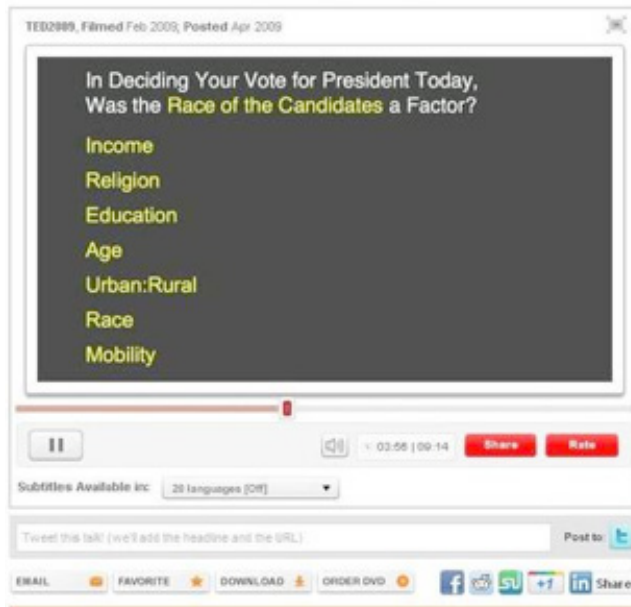 TED2009, Filmed Feb 2009; Posted Apr 2009
In Deciding Your Vote for President Today,
Was the Race of the Candidates a Factor?
Income
Religion
Education
Age
Urban:Rural
Race
Mobility
03:56 | 09:14 Share Rate
Subtitles Available in: 28 languages [Off]
Tweet this talk! (we'll add the headline and the URL) Post to:
EMAIL FAVORITE DOWNLOAD ORDER DVD +1 in Share